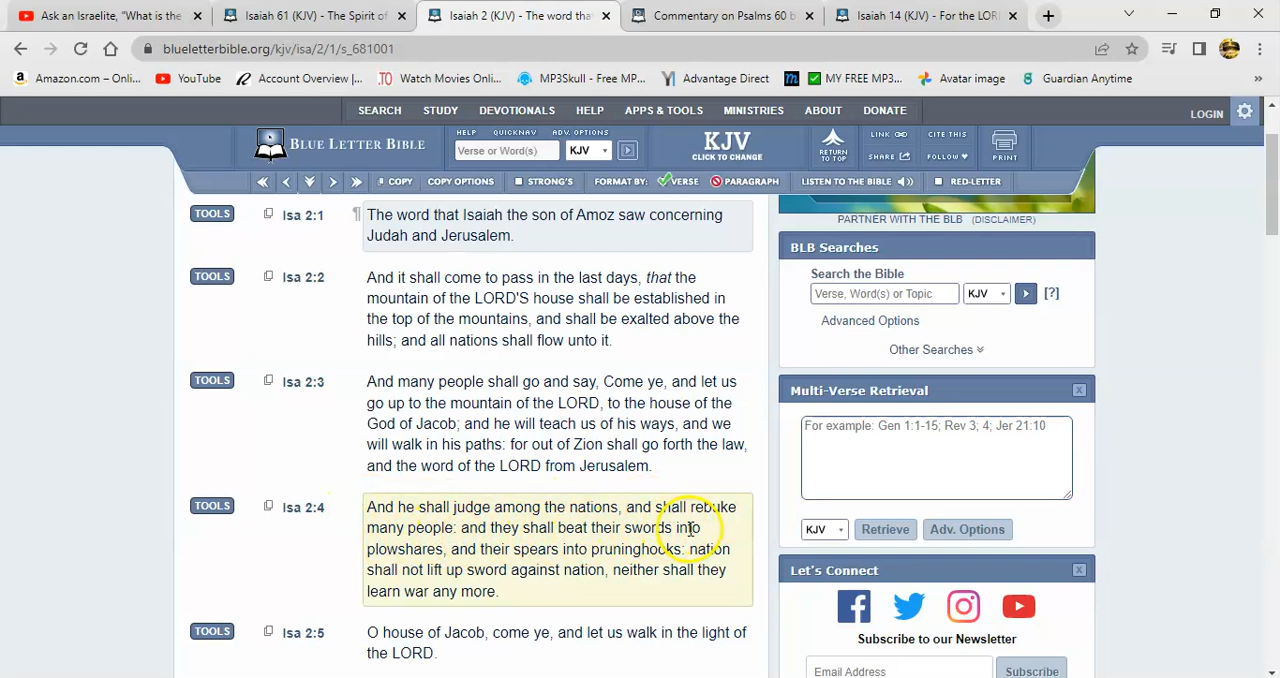 Ask an Israelite, "What is the
Isaiah 61 (KJV) - The Spirit of
Isaiah 2 (KJV) - The word that
Commentary on Psalms 60 b
Isaiah 14 (KJV) - For the LOR
blueletterbible.org/kjv/isa/2/1/s_681001
Amazon.com – Onli...
YouTube
Account Overview |...
Watch Movies Onli...
MP3Skull - Free MP...
Advantage Direct
MY FREE MP3...
Avatar image
Guardian Anytime
SEARCH STUDY DEVOTIONALS HELP APPS & TOOLS MINISTRIES ABOUT DONATE LOGIN
BLUE LETTER BIBLE
HELP QUICKNAV ADV. OPTIONS
Verse or Word(s) KJV
KJV
CLICK TO CHANGE
RETURN
TO TOP
LINK CITE THIS
SHARE FOLLOW PRINT
COPY COPY OPTIONS STRONG'S FORMAT BY: VERSE PARAGRAPH LISTEN TO THE BIBLE RED-LETTER
TOOLS Isa 2:1 ¶ The word that Isaiah the son of Amoz saw concerning
Judah and Jerusalem.
TOOLS Isa 2:2 And it shall come to pass in the last days, that the
mountain of the LORD'S house shall be established in
the top of the mountains, and shall be exalted above the
hills; and all nations shall flow unto it.
TOOLS Isa 2:3 And many people shall go and say, Come ye, and let us
go up to the mountain of the LORD, to the house of the
God of Jacob; and he will teach us of his ways, and we
will walk in his paths: for out of Zion shall go forth the law,
and the word of the LORD from Jerusalem.
TOOLS Isa 2:4 And he shall judge among the nations, and shall rebuke
many people: and they shall beat their swords into
plowshares, and their spears into pruninghooks: nation
shall not lift up sword against nation, neither shall they
learn war any more.
TOOLS Isa 2:5 O house of Jacob, come ye, and let us walk in the light of
the LORD.
PARTNER WITH THE BLB (DISCLAIMER)
BLB Searches
Search the Bible
Verse, Word(s) or Topic KJV [?]
Advanced Options
Other Searches
Multi-Verse Retrieval
For example: Gen 1:1-15; Rev 3; 4; Jer 21:10
KJV Retrieve Adv. Options
Let's Connect
Subscribe to our Newsletter
Email Address Subscribe